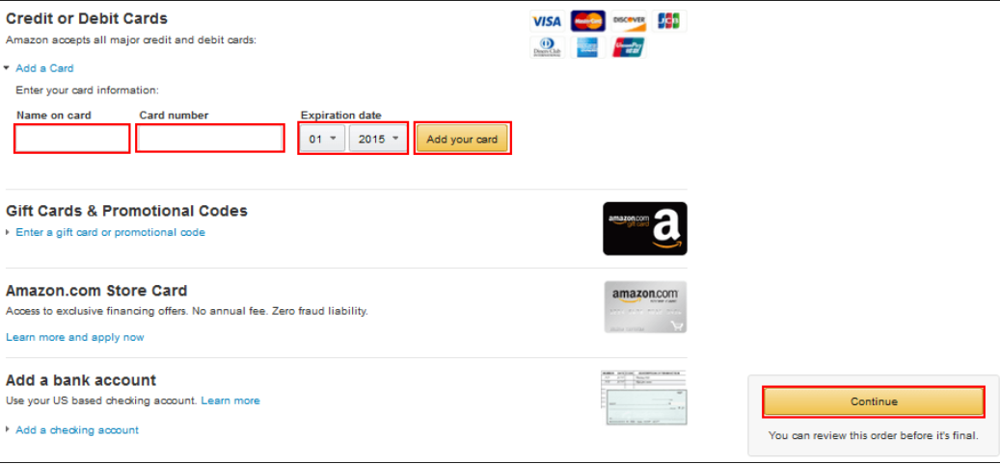 Credit or Debit Cards
Amazon accepts all major credit and debit cards:
VISA MasterCard DISCOVER JCB
Diners Club UnionPay
Add a Card
Enter your card information:
Name on card Card number Expiration date
01 2015 Add your card
Gift Cards & Promotional Codes
Enter a gift card or promotional code
amazon.com
gift card
a
Amazon.com Store Card
Access to exclusive financing offers. No annual fee. Zero fraud liability.
Learn more and apply now
amazon.com
Add a bank account
Use your US based checking account. Learn more
Add a checking account
Continue
You can review this order before it's final.